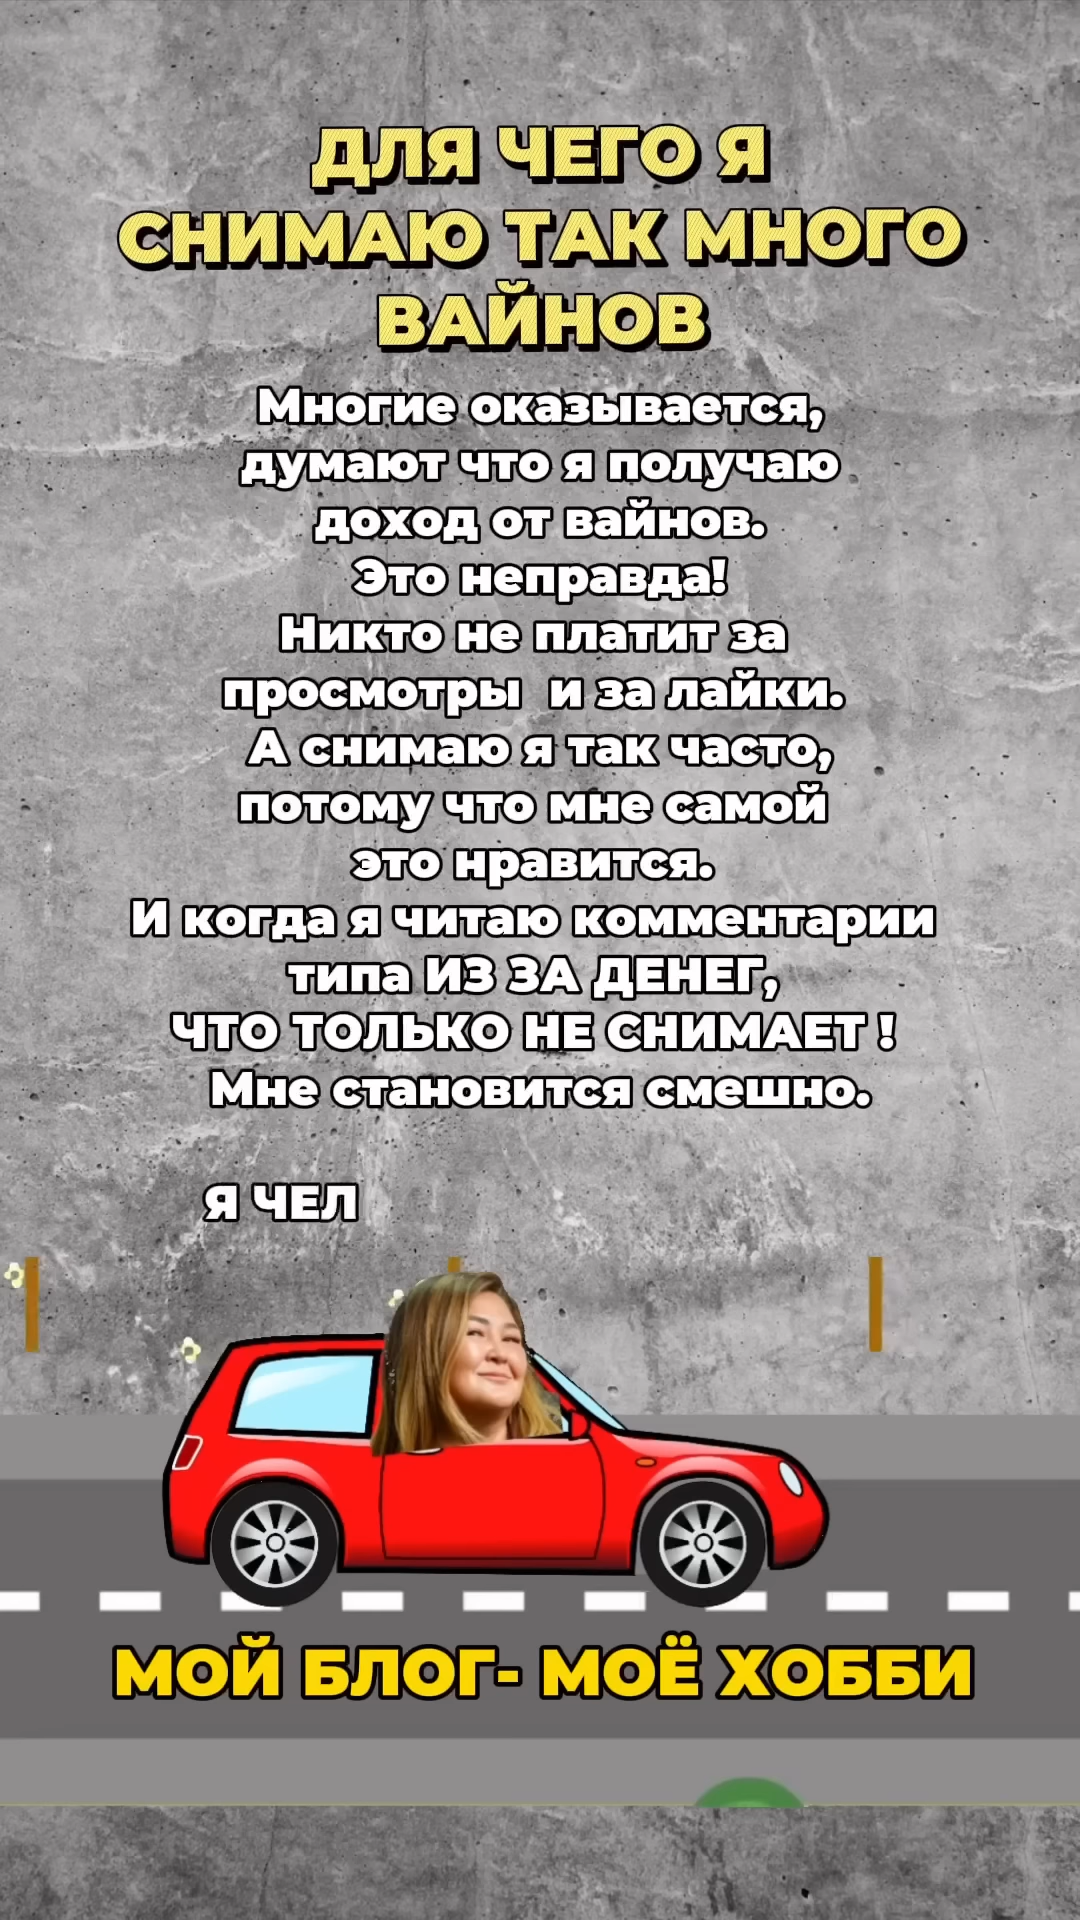 ДЛЯ ЧЕГО Я
СНИМАЮ ТАК МНОГО
ВАЙНОВ
Многие оказывается,
думают что я получаю
доход от вайнов.
Это неправда!
Никто не платит за
просмотры и за лайки.
А снимаю я так часто,
потому что мне самой
это нравится.
И когда я читаю комментарии
типа ИЗ ЗА ДЕНЕГ,
ЧТО ТОЛЬКО НЕ СНИМАЕТ !
Мне становится смешно.
Я ЧЕЛ
МОЙ БЛОГ- МОЁ ХОББИ